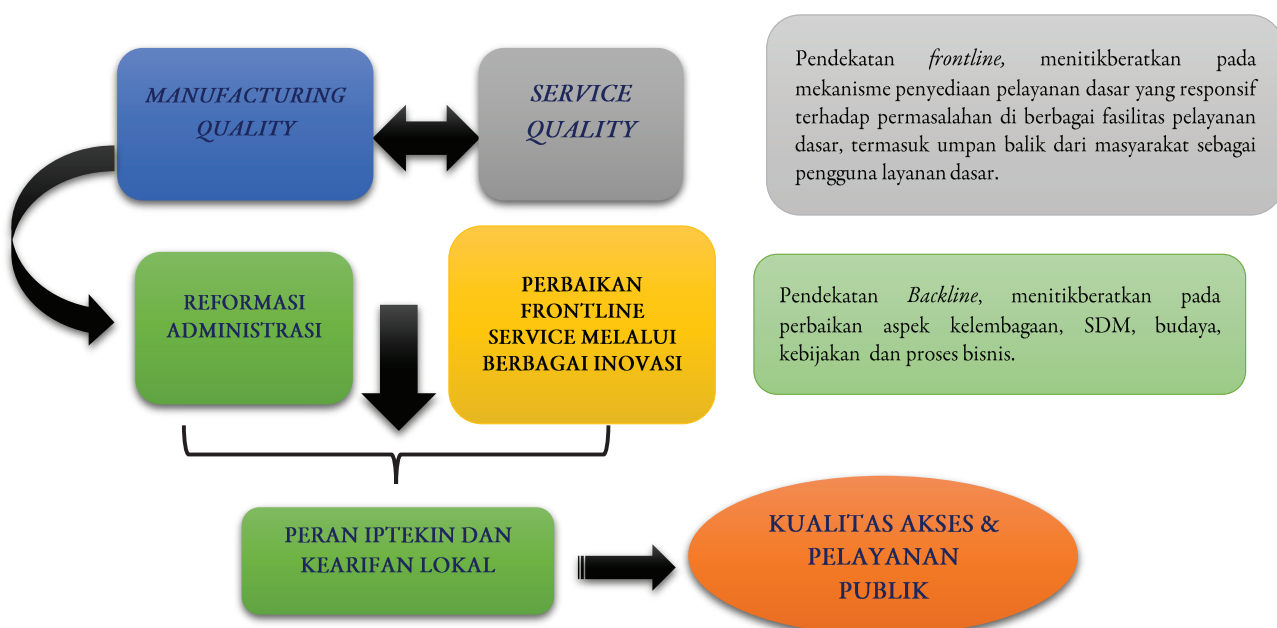 MANUFACTURING
QUALITY
SERVICE
QUALITY
Pendekatan frontline, menitikberatkan pada
mekanisme penyediaan pelayanan dasar yang responsif
terhadap permasalahan di berbagai fasilitas pelayanan
dasar, termasuk umpan balik dari masyarakat sebagai
pengguna layanan dasar.
REFORMASI
ADMINISTRASI
PERBAIKAN
FRONTLINE
SERVICE MELALUI
BERBAGAI INOVASI
Pendekatan Backline, menitikberatkan pada
perbaikan aspek kelembagaan, SDM, budaya,
kebijakan dan proses bisnis.
PERAN IPTEKIN DAN
KEARIFAN LOKAL
KUALITAS AKSES &
PELAYANAN
PUBLIK